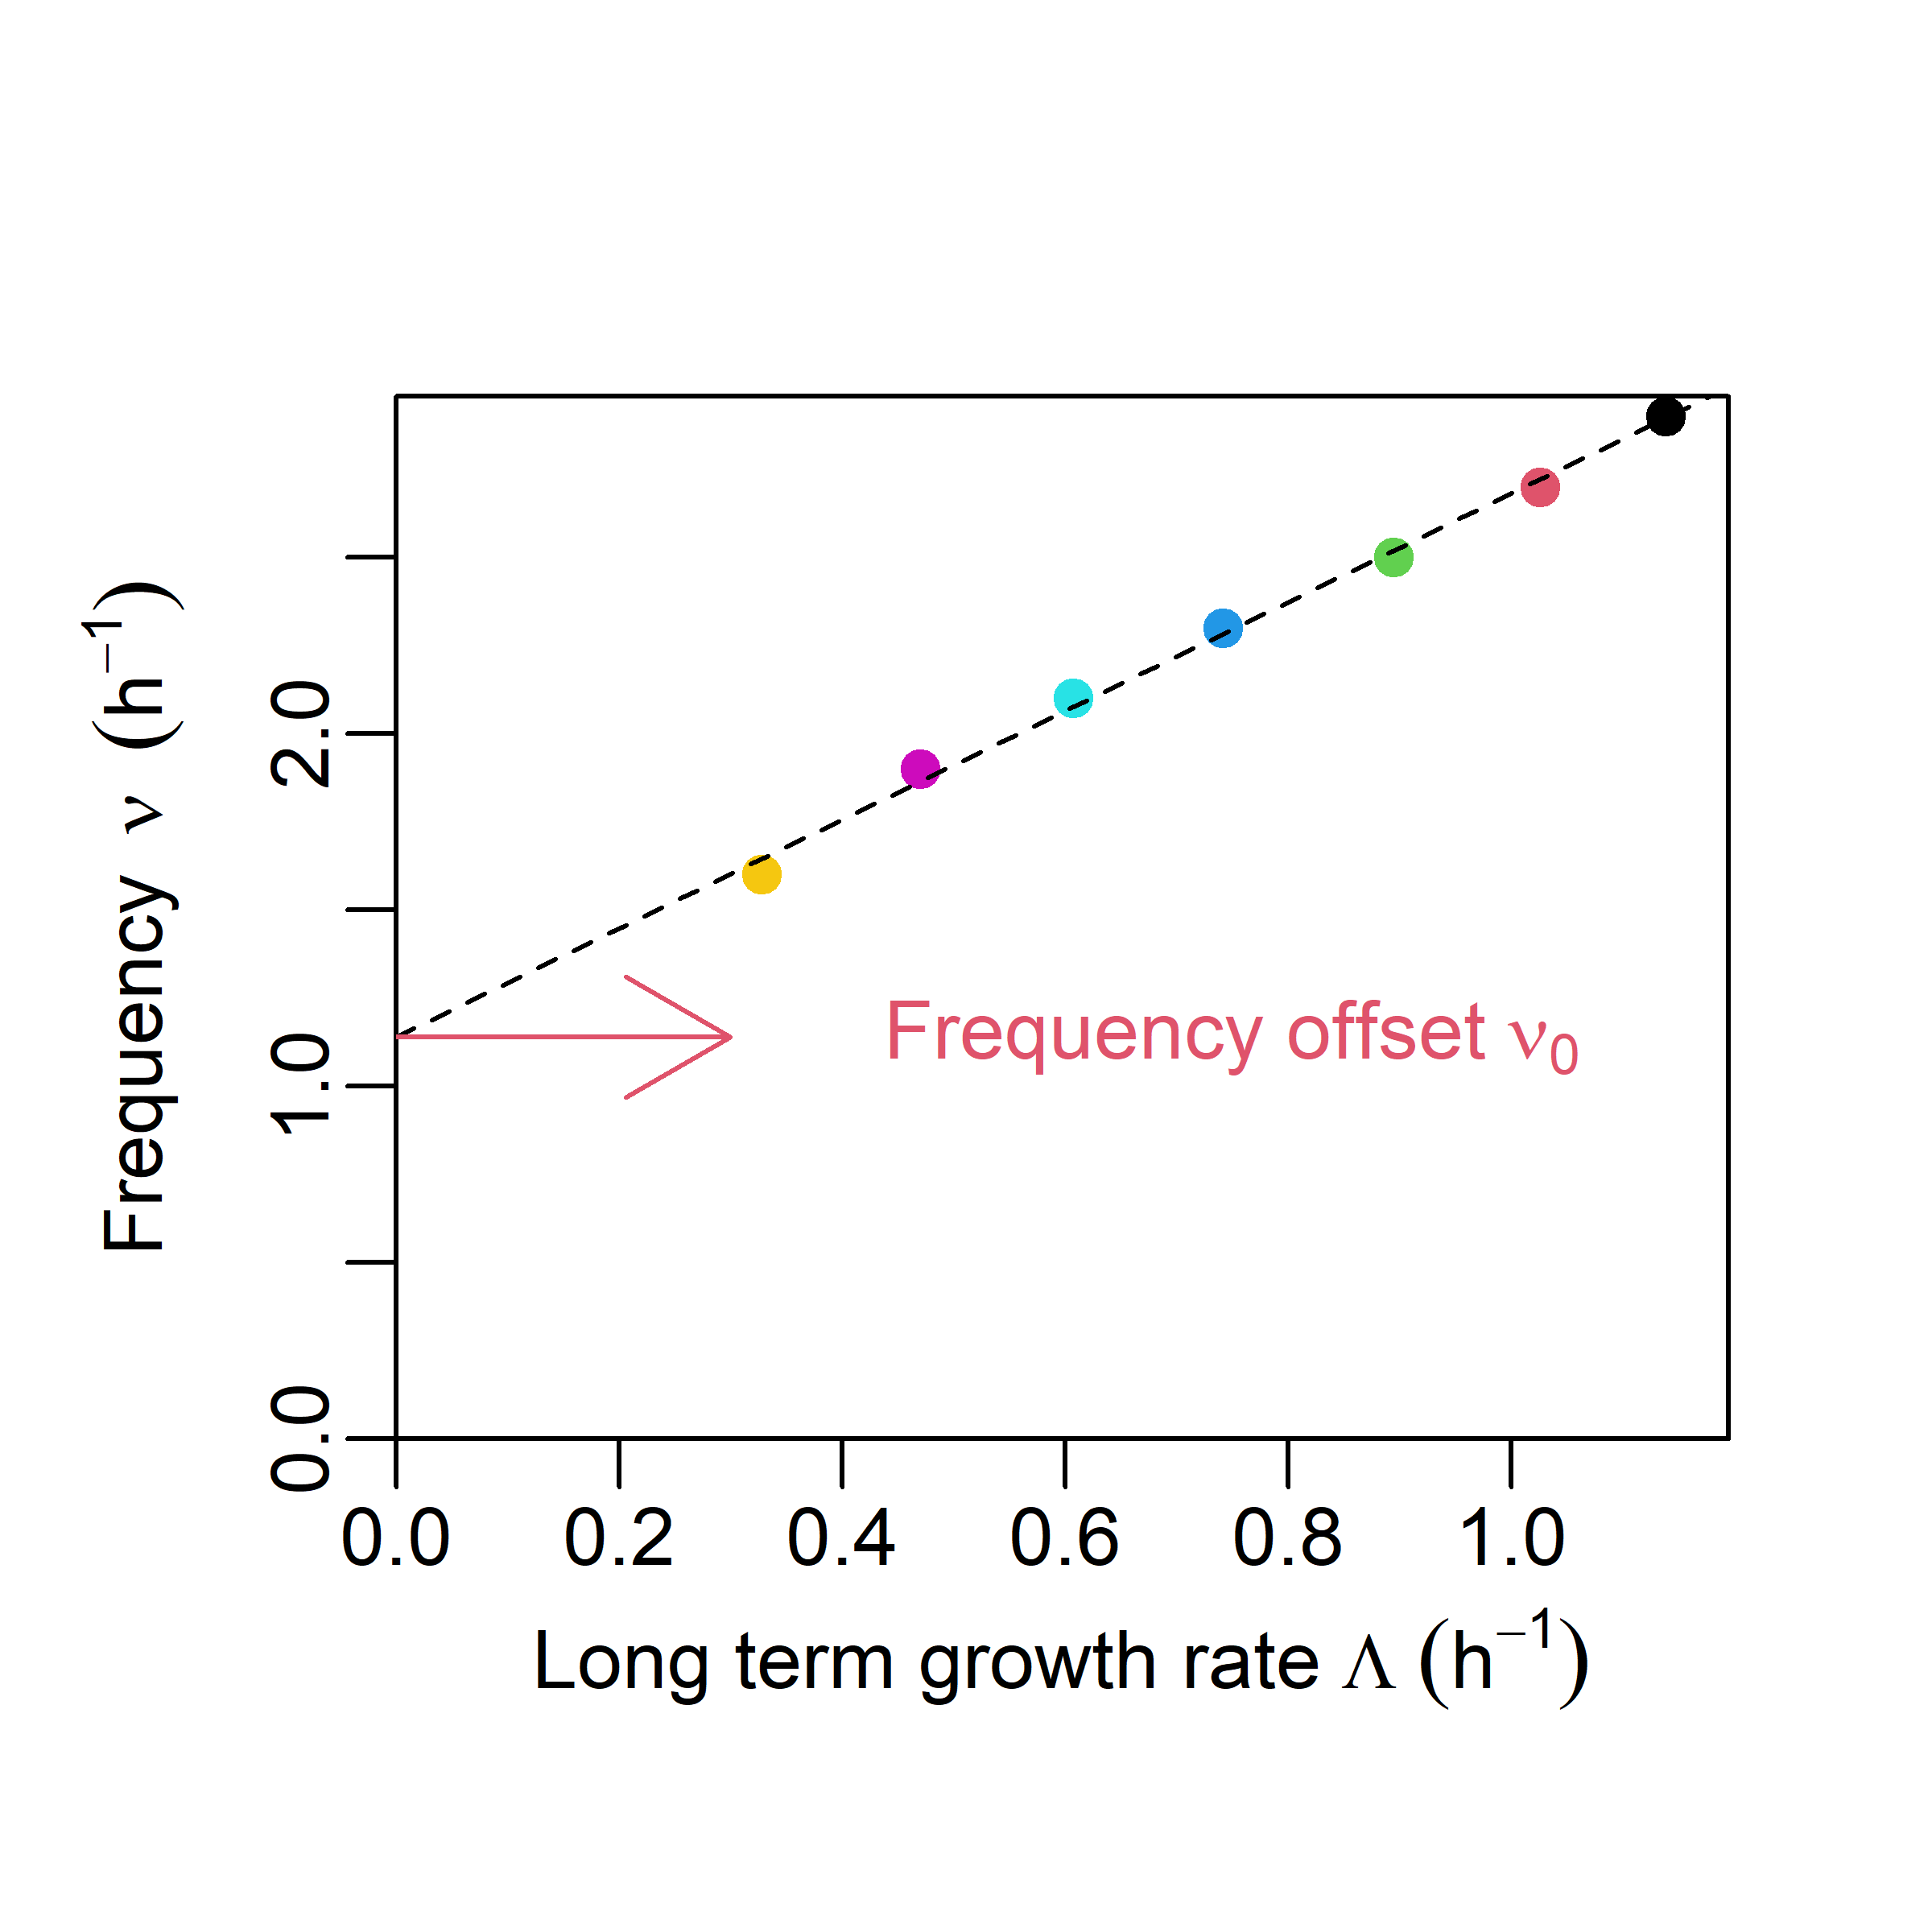 Frequency ν (h⁻¹)
2.0
1.0
0.0
Frequency offset ν₀
0.0 0.2 0.4 0.6 0.8 1.0
Long term growth rate Λ (h⁻¹)